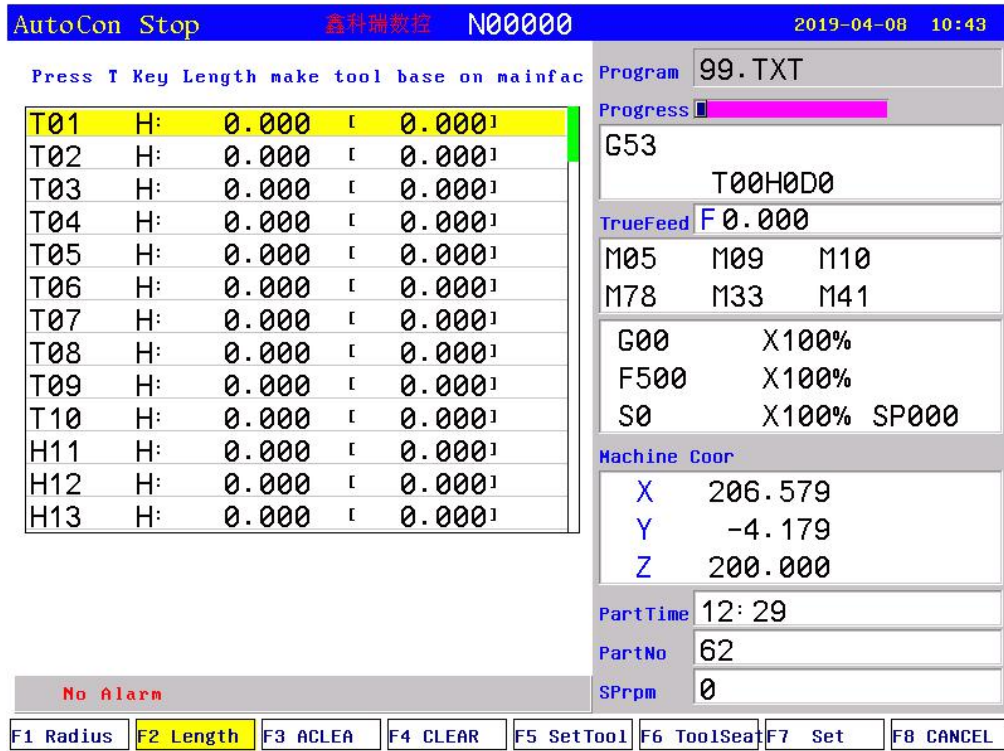 AutoCon Stop 鑫科瑞数控 N00000 2019-04-08 10:43
Press T Key Length make tool base on mainfac
T01 H: 0.000 [ 0.000]
T02 H: 0.000 [ 0.000]
T03 H: 0.000 [ 0.000]
T04 H: 0.000 [ 0.000]
T05 H: 0.000 [ 0.000]
T06 H: 0.000 [ 0.000]
T07 H: 0.000 [ 0.000]
T08 H: 0.000 [ 0.000]
T09 H: 0.000 [ 0.000]
T10 H: 0.000 [ 0.000]
H11 H: 0.000 [ 0.000]
H12 H: 0.000 [ 0.000]
H13 H: 0.000 [ 0.000]
No Alarm
Program 99.TXT
Progress
G53
T00H0D0
TrueFeed F 0.000
M05 M09 M10
M78 M33 M41
G00 X100%
F500 X100%
S0 X100% SP000
Machine Coor
X 206.579
Y -4.179
Z 200.000
PartTime 12:29
PartNo 62
SPrpm 0
F1 Radius F2 Length F3 ACLEA F4 CLEAR F5 SetTool F6 ToolSeat F7 Set F8 CANCEL